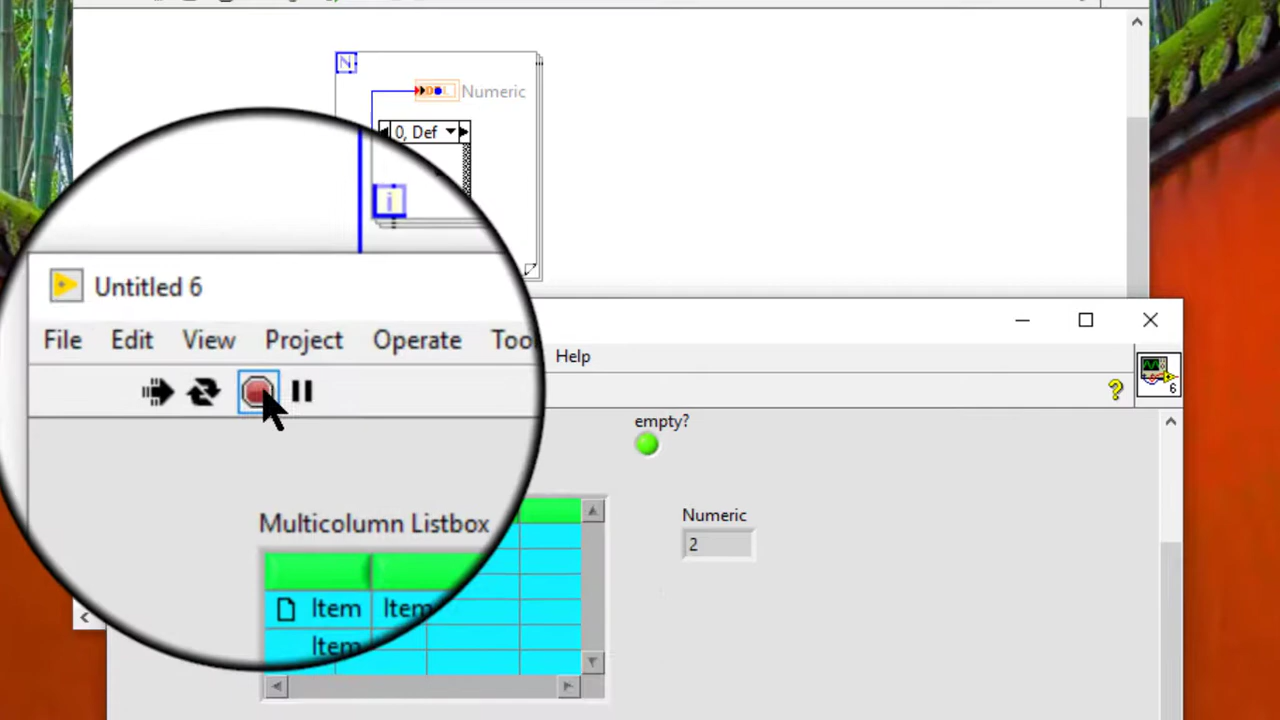 N
Numeric
0, Def
i
Untitled 6
File Edit View Project Operate Help
empty?
6
Multicolumn Listbox
Numeric
2
Item Item
Item